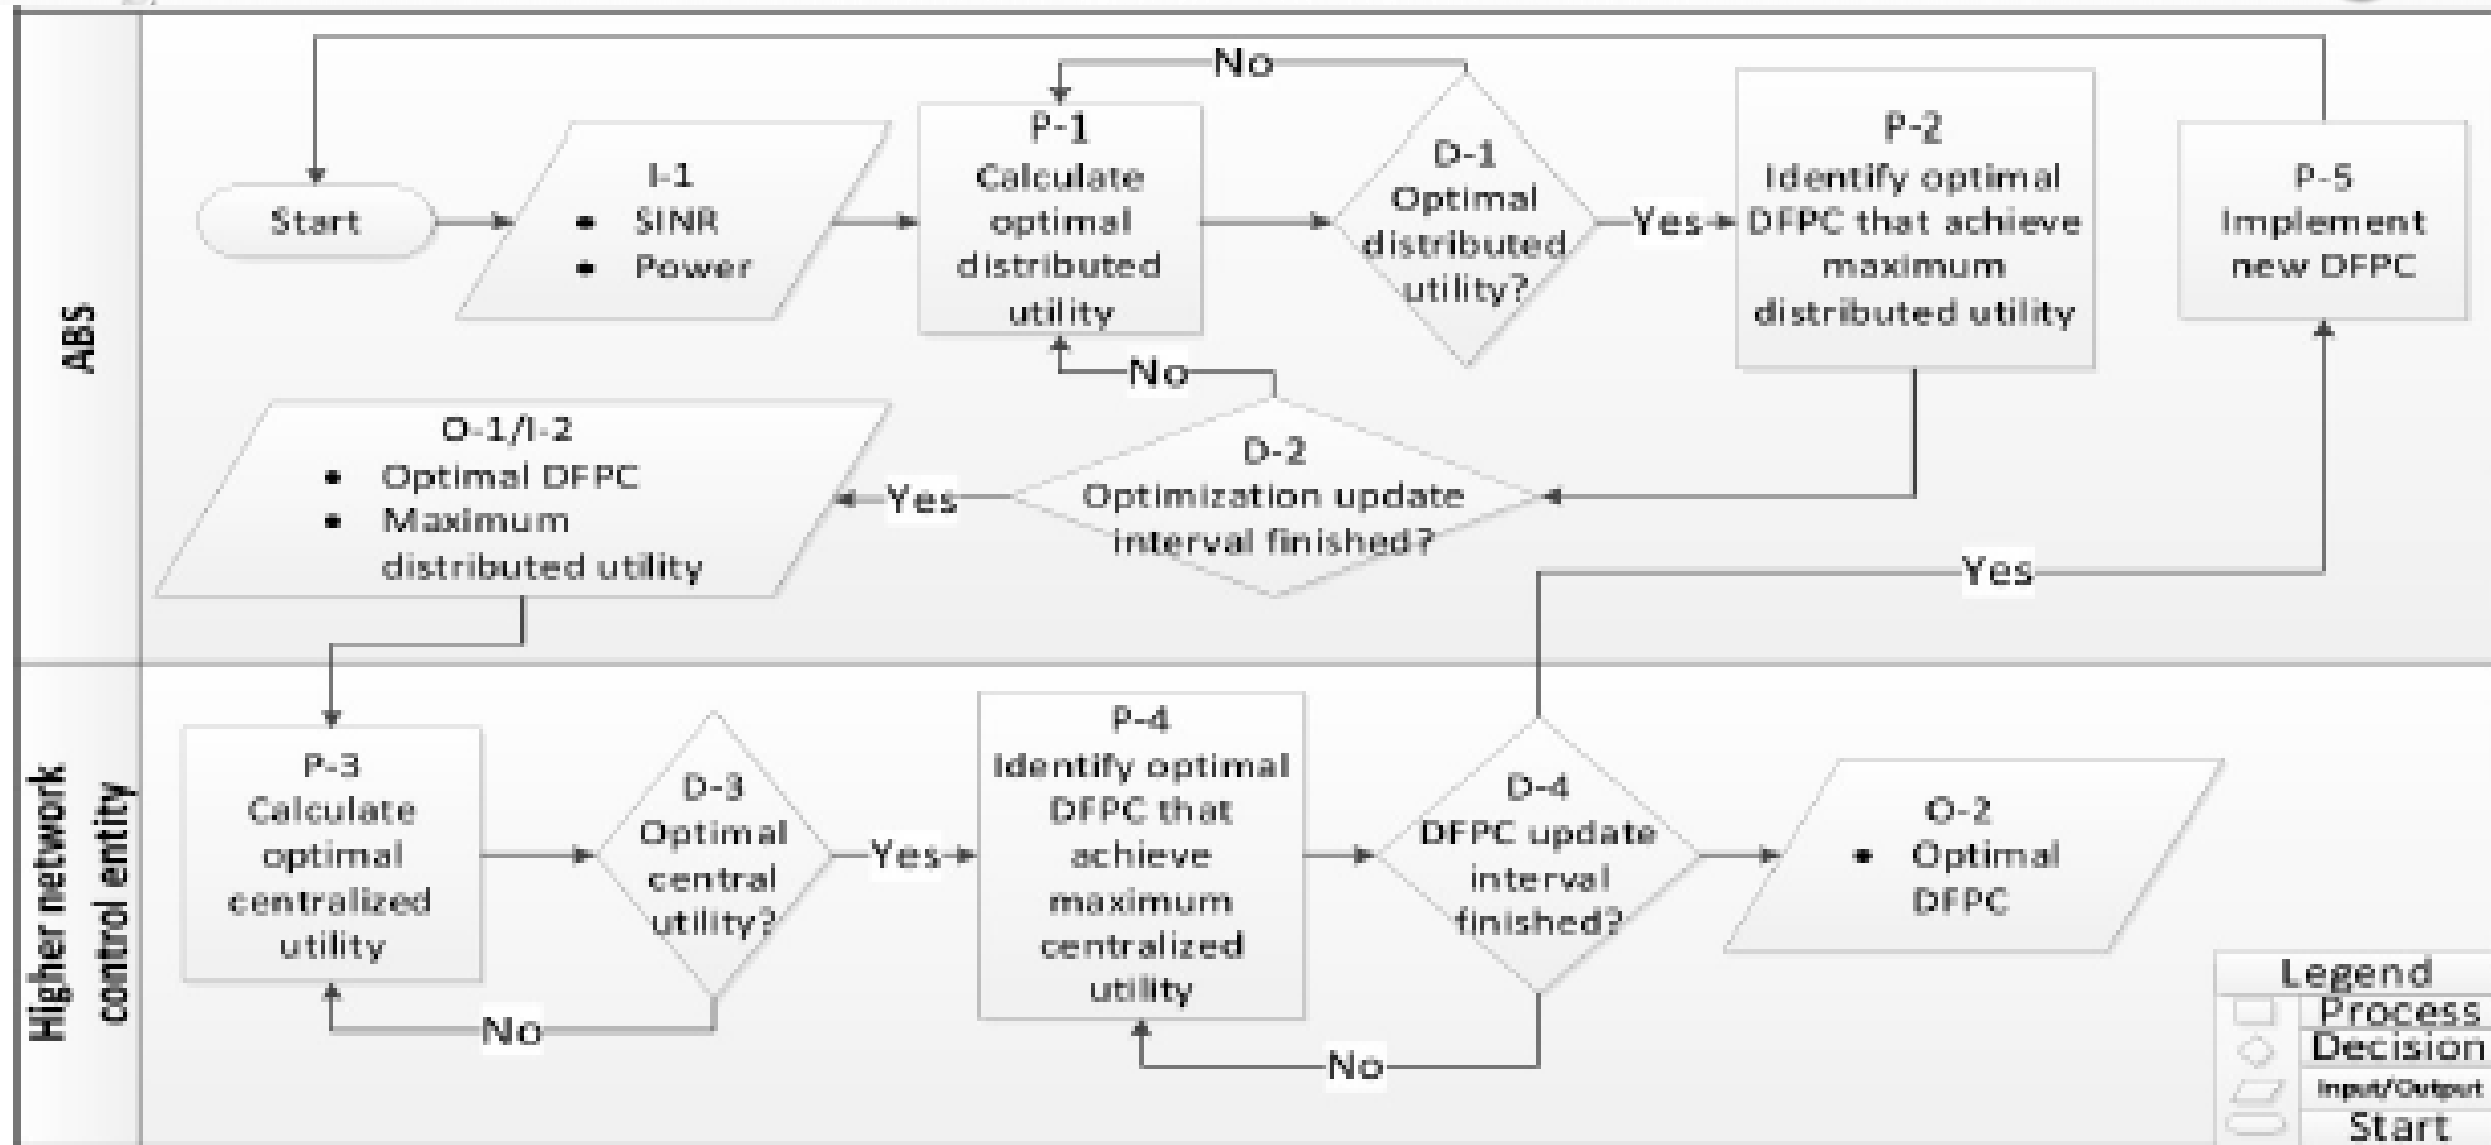 ABS
No
Start
I-1
• SINR
• Power
P-1
Calculate
optimal
distributed
utility
D-1
Optimal
distributed
utility?
Yes
P-2
Identify optimal
DFPC that achieve
maximum
distributed utility
P-5
Implement
new DFPC
No
O-1/I-2
• Optimal DFPC
• Maximum
distributed utility
Yes
D-2
Optimization update
interval finished?
Yes
Higher network
control entity
P-3
Calculate
optimal
centralized
utility
D-3
Optimal
central
utility?
Yes
P-4
Identify optimal
DFPC that
achieve
maximum
centralized
utility
D-4
DFPC update
interval
finished?
O-2
• Optimal
DFPC
No
No
Legend
Process
Decision
Input/Output
Start